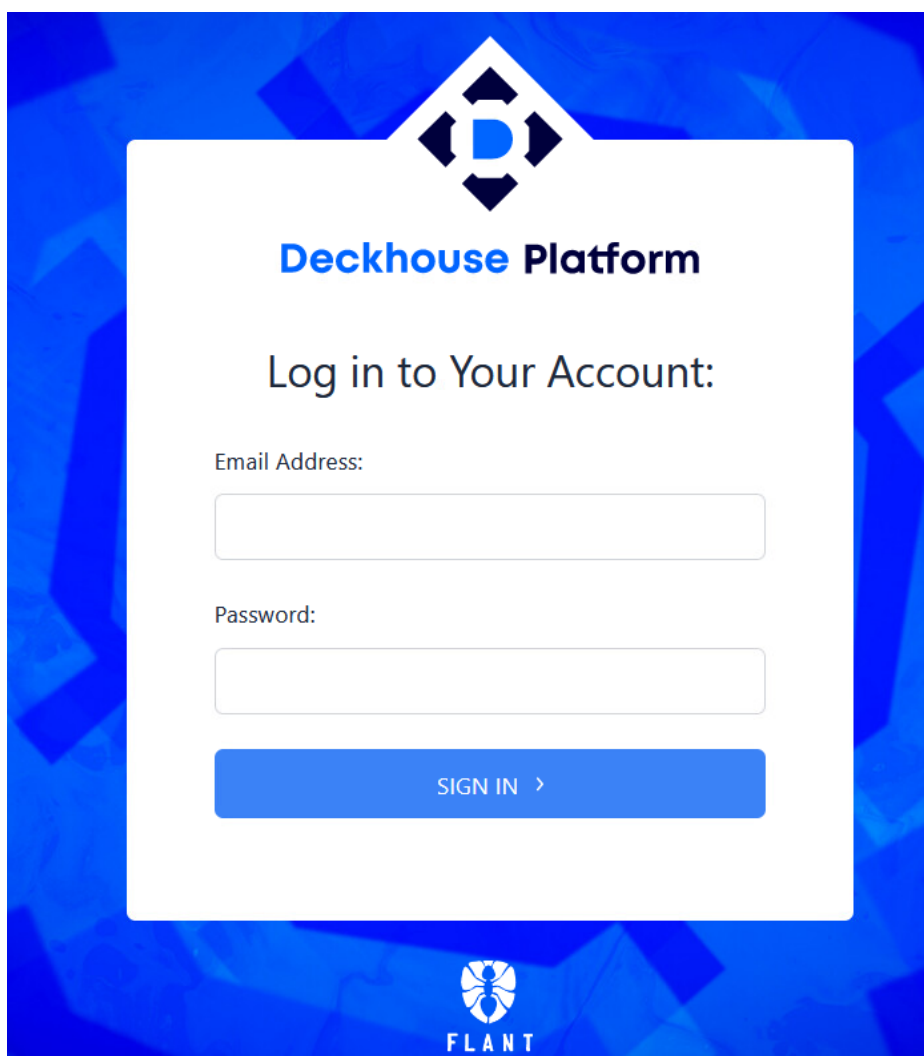 D
Deckhouse Platform
Log in to Your Account:
Email Address:
Password:
SIGN IN
FLANT